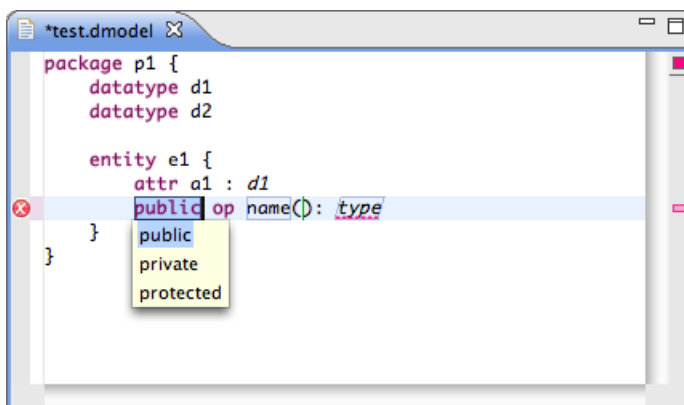 *test.dmodel
package p1 {
datatype d1
datatype d2
entity e1 {
attr a1 : d1
public op name(): type
}
public
private
protected
}